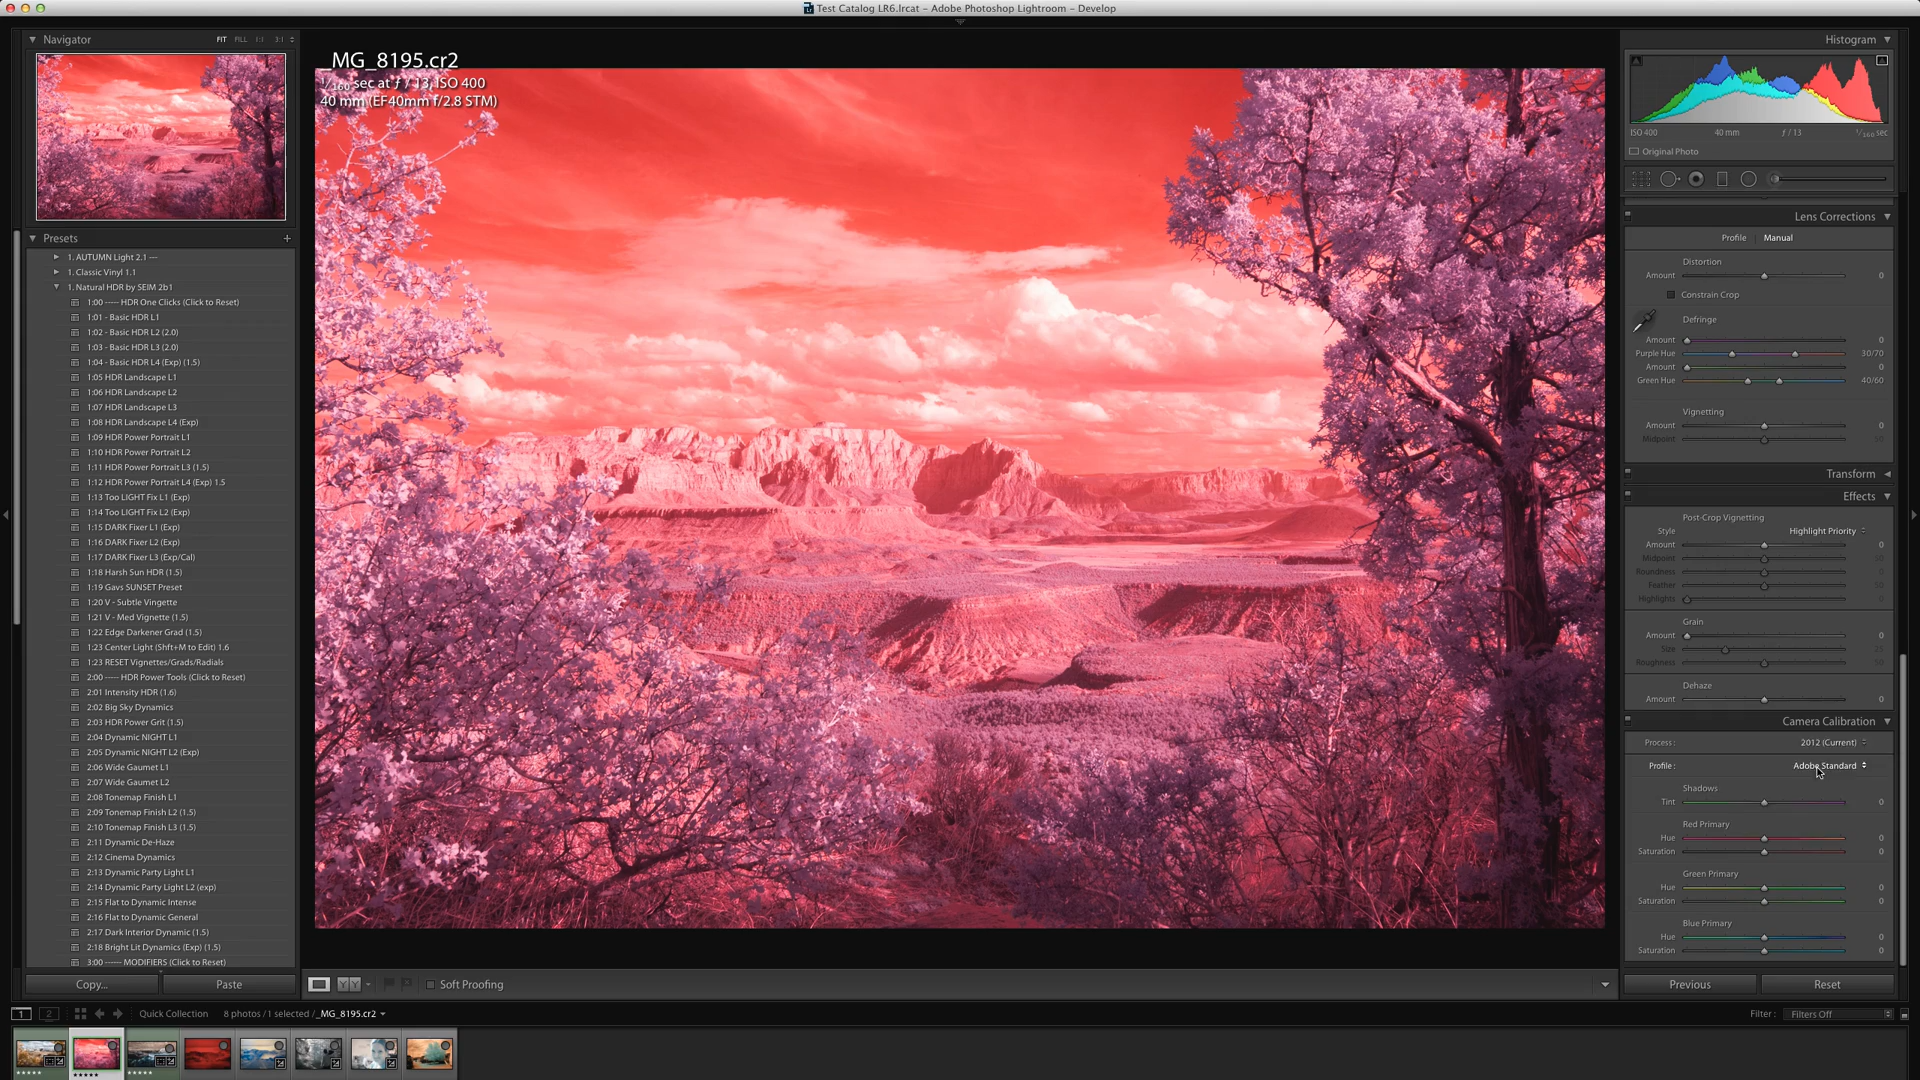 Test Catalog LR6.lrcat – Adobe Photoshop Lightroom – Develop
Navigator
FIT FILL 1:1 3:1
Presets +
1. AUTUMN Light 2.1 ---
1. Classic Vinyl 1.1
1. Natural HDR by SEIM 2b1
1:00 ----- HDR One Clicks (Click to Reset)
1:01 - Basic HDR L1
1:02 - Basic HDR L2 (2.0)
1:03 - Basic HDR L3 (2.0)
1:04 - Basic HDR L4 (Exp) (1.5)
1:05 HDR Landscape L1
1:06 HDR Landscape L2
1:07 HDR Landscape L3
1:08 HDR Landscape L4 (Exp)
1:09 HDR Power Portrait L1
1:10 HDR Power Portrait L2
1:11 HDR Power Portrait L3 (1.5)
1:12 HDR Power Portrait L4 (Exp) 1.5
1:13 Too LIGHT Fix L1 (Exp)
1:14 Too LIGHT Fix L2 (Exp)
1:15 DARK Fixer L1 (Exp)
1:16 DARK Fixer L2 (Exp)
1:17 DARK Fixer L3 (Exp/Cal)
1:18 Harsh Sun HDR (1.5)
1:19 Gavs SUNSET Preset
1:20 V - Subtle Vingette
1:21 V - Med Vignette (1.5)
1:22 Edge Darkener Grad (1.5)
1:23 Center Light (Shft+M to Edit) 1.6
1:23 RESET Vignettes/Grads/Radials
2:00 ----- HDR Power Tools (Click to Reset)
2:01 Intensity HDR (1.6)
2:02 Big Sky Dynamics
2:03 HDR Power Grit (1.5)
2:04 Dynamic NIGHT L1
2:05 Dynamic NIGHT L2 (Exp)
2:06 Wide Gaumet L1
2:07 Wide Gaumet L2
2:08 Tonemap Finish L1
2:09 Tonemap Finish L2 (1.5)
2:10 Tonemap Finish L3 (1.5)
2:11 Dynamic De-Haze
2:12 Cinema Dynamics
2:13 Dynamic Party Light L1
2:14 Dynamic Party Light L2 (exp)
2:15 Flat to Dynamic Intense
2:16 Flat to Dynamic General
2:17 Dark Interior Dynamic (1.5)
2:18 Bright Lit Dynamics (Exp) (1.5)
3:00 ------ MODIFIERS (Click to Reset)
Copy... Paste
_MG_8195.cr2
1/160 sec at ƒ / 13, ISO 400
40 mm (EF40mm f/2.8 STM)
Soft Proofing
Histogram
ISO 400 40 mm ƒ / 13 1/160 sec
Original Photo
Lens Corrections
Profile Manual
Distortion
Amount 0
Constrain Crop
Defringe
Amount 0
Purple Hue 30/70
Amount 0
Green Hue 40/60
Vignetting
Amount 0
Midpoint 50
Transform
Effects
Post-Crop Vignetting
Style Highlight Priority
Amount 0
Midpoint 50
Roundness 0
Feather 50
Highlights 0
Grain
Amount 0
Size 25
Roughness 50
Dehaze
Amount 0
Camera Calibration
Process : 2012 (Current)
Profile : Adobe Standard
Shadows
Tint 0
Red Primary
Hue 0
Saturation 0
Green Primary
Hue 0
Saturation 0
Blue Primary
Hue 0
Saturation 0
Previous Reset
1 2 Quick Collection 8 photos / 1 selected / _MG_8195.cr2
Filter : Filters Off